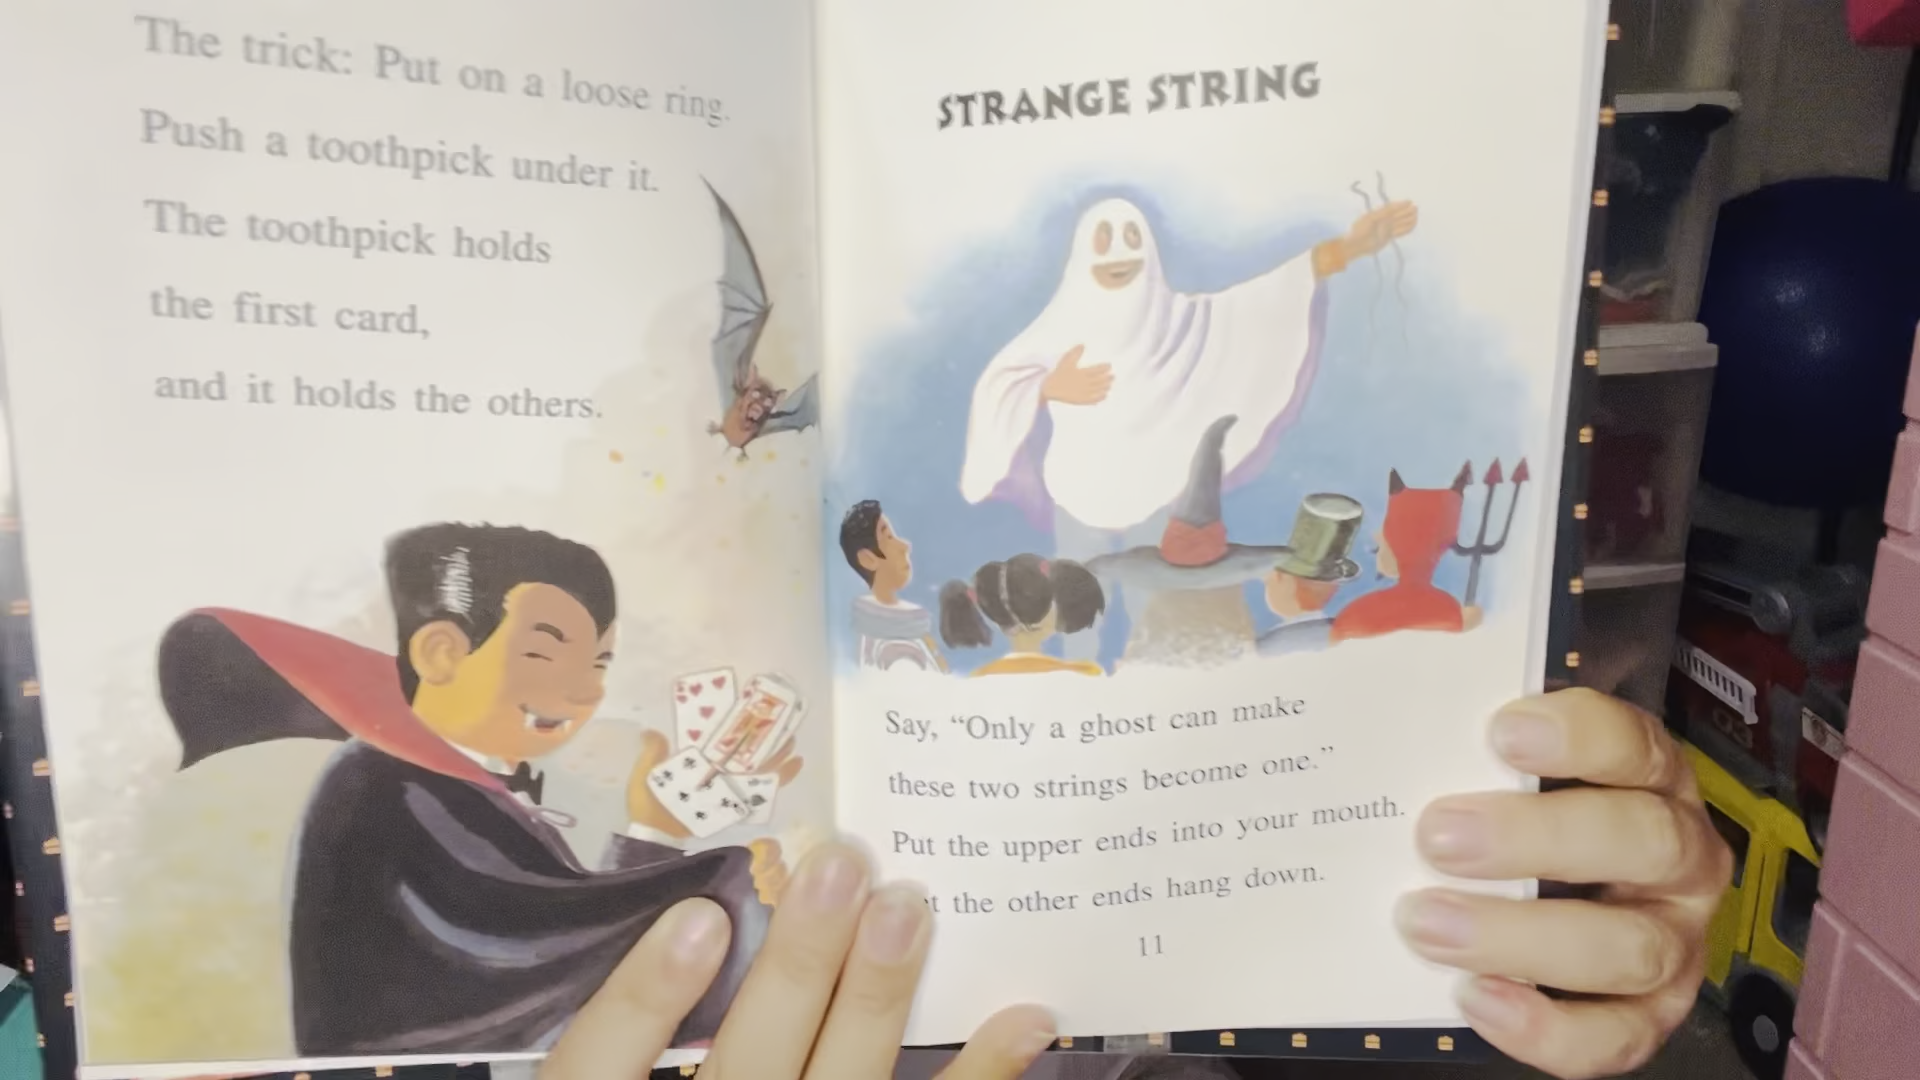 The trick: Put on a loose ring.
Push a toothpick under it.
The toothpick holds
the first card,
and it holds the others.
STRANGE STRING
Say, “Only a ghost can make
these two strings become one.”
Put the upper ends into your mouth.
the other ends hang down.
11